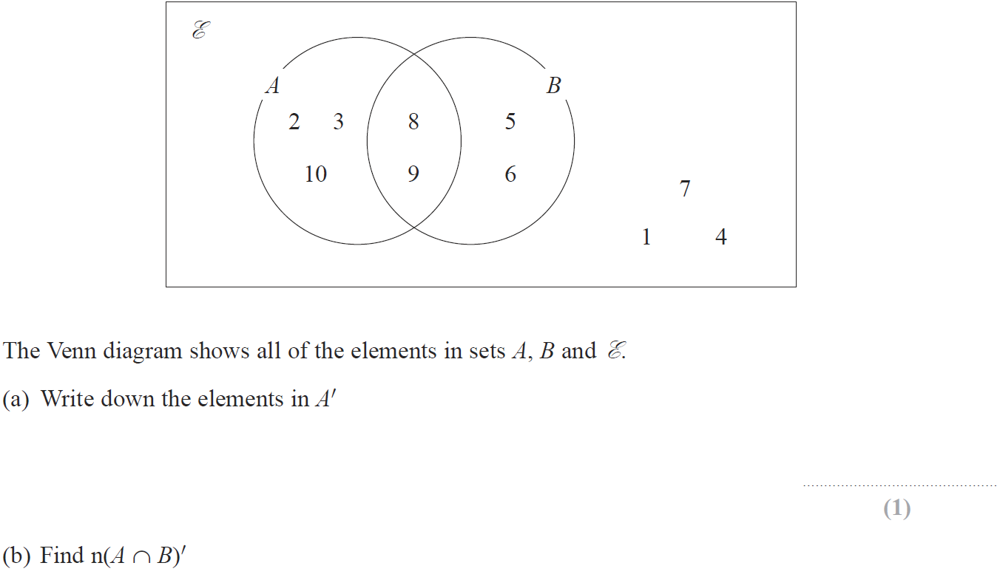 ℰ
A B
2 3 8 5
10 9 6
7
1 4
The Venn diagram shows all of the elements in sets A, B and ℰ.
(a) Write down the elements in A′
(1)
(b) Find n(A ∩ B)′